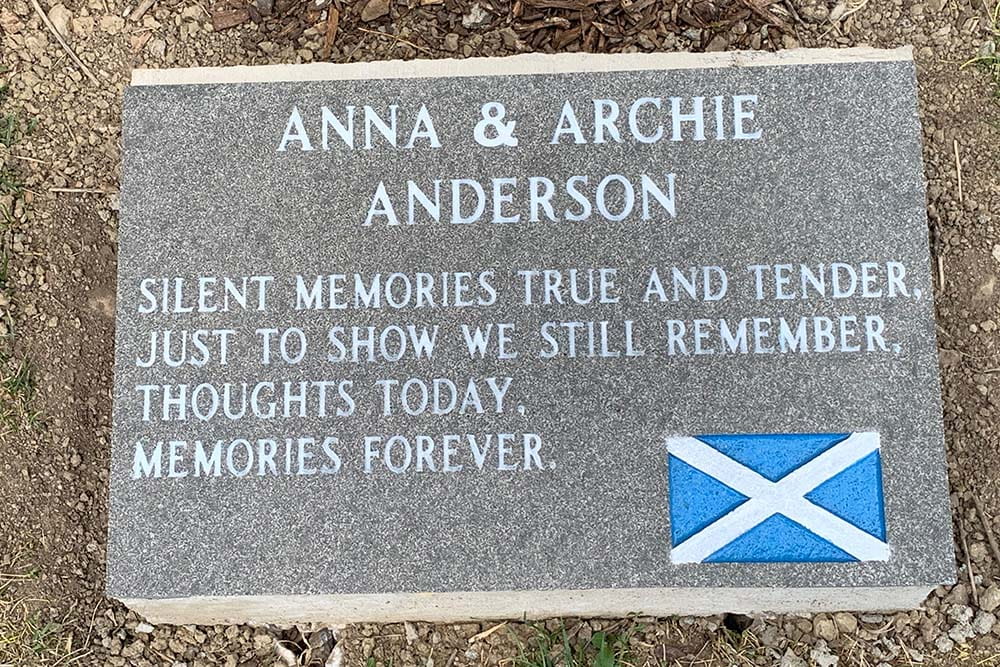 ANNA & ARCHIE
ANDERSON
SILENT MEMORIES TRUE AND TENDER,
JUST TO SHOW WE STILL REMEMBER,
THOUGHTS TODAY,
MEMORIES FOREVER.